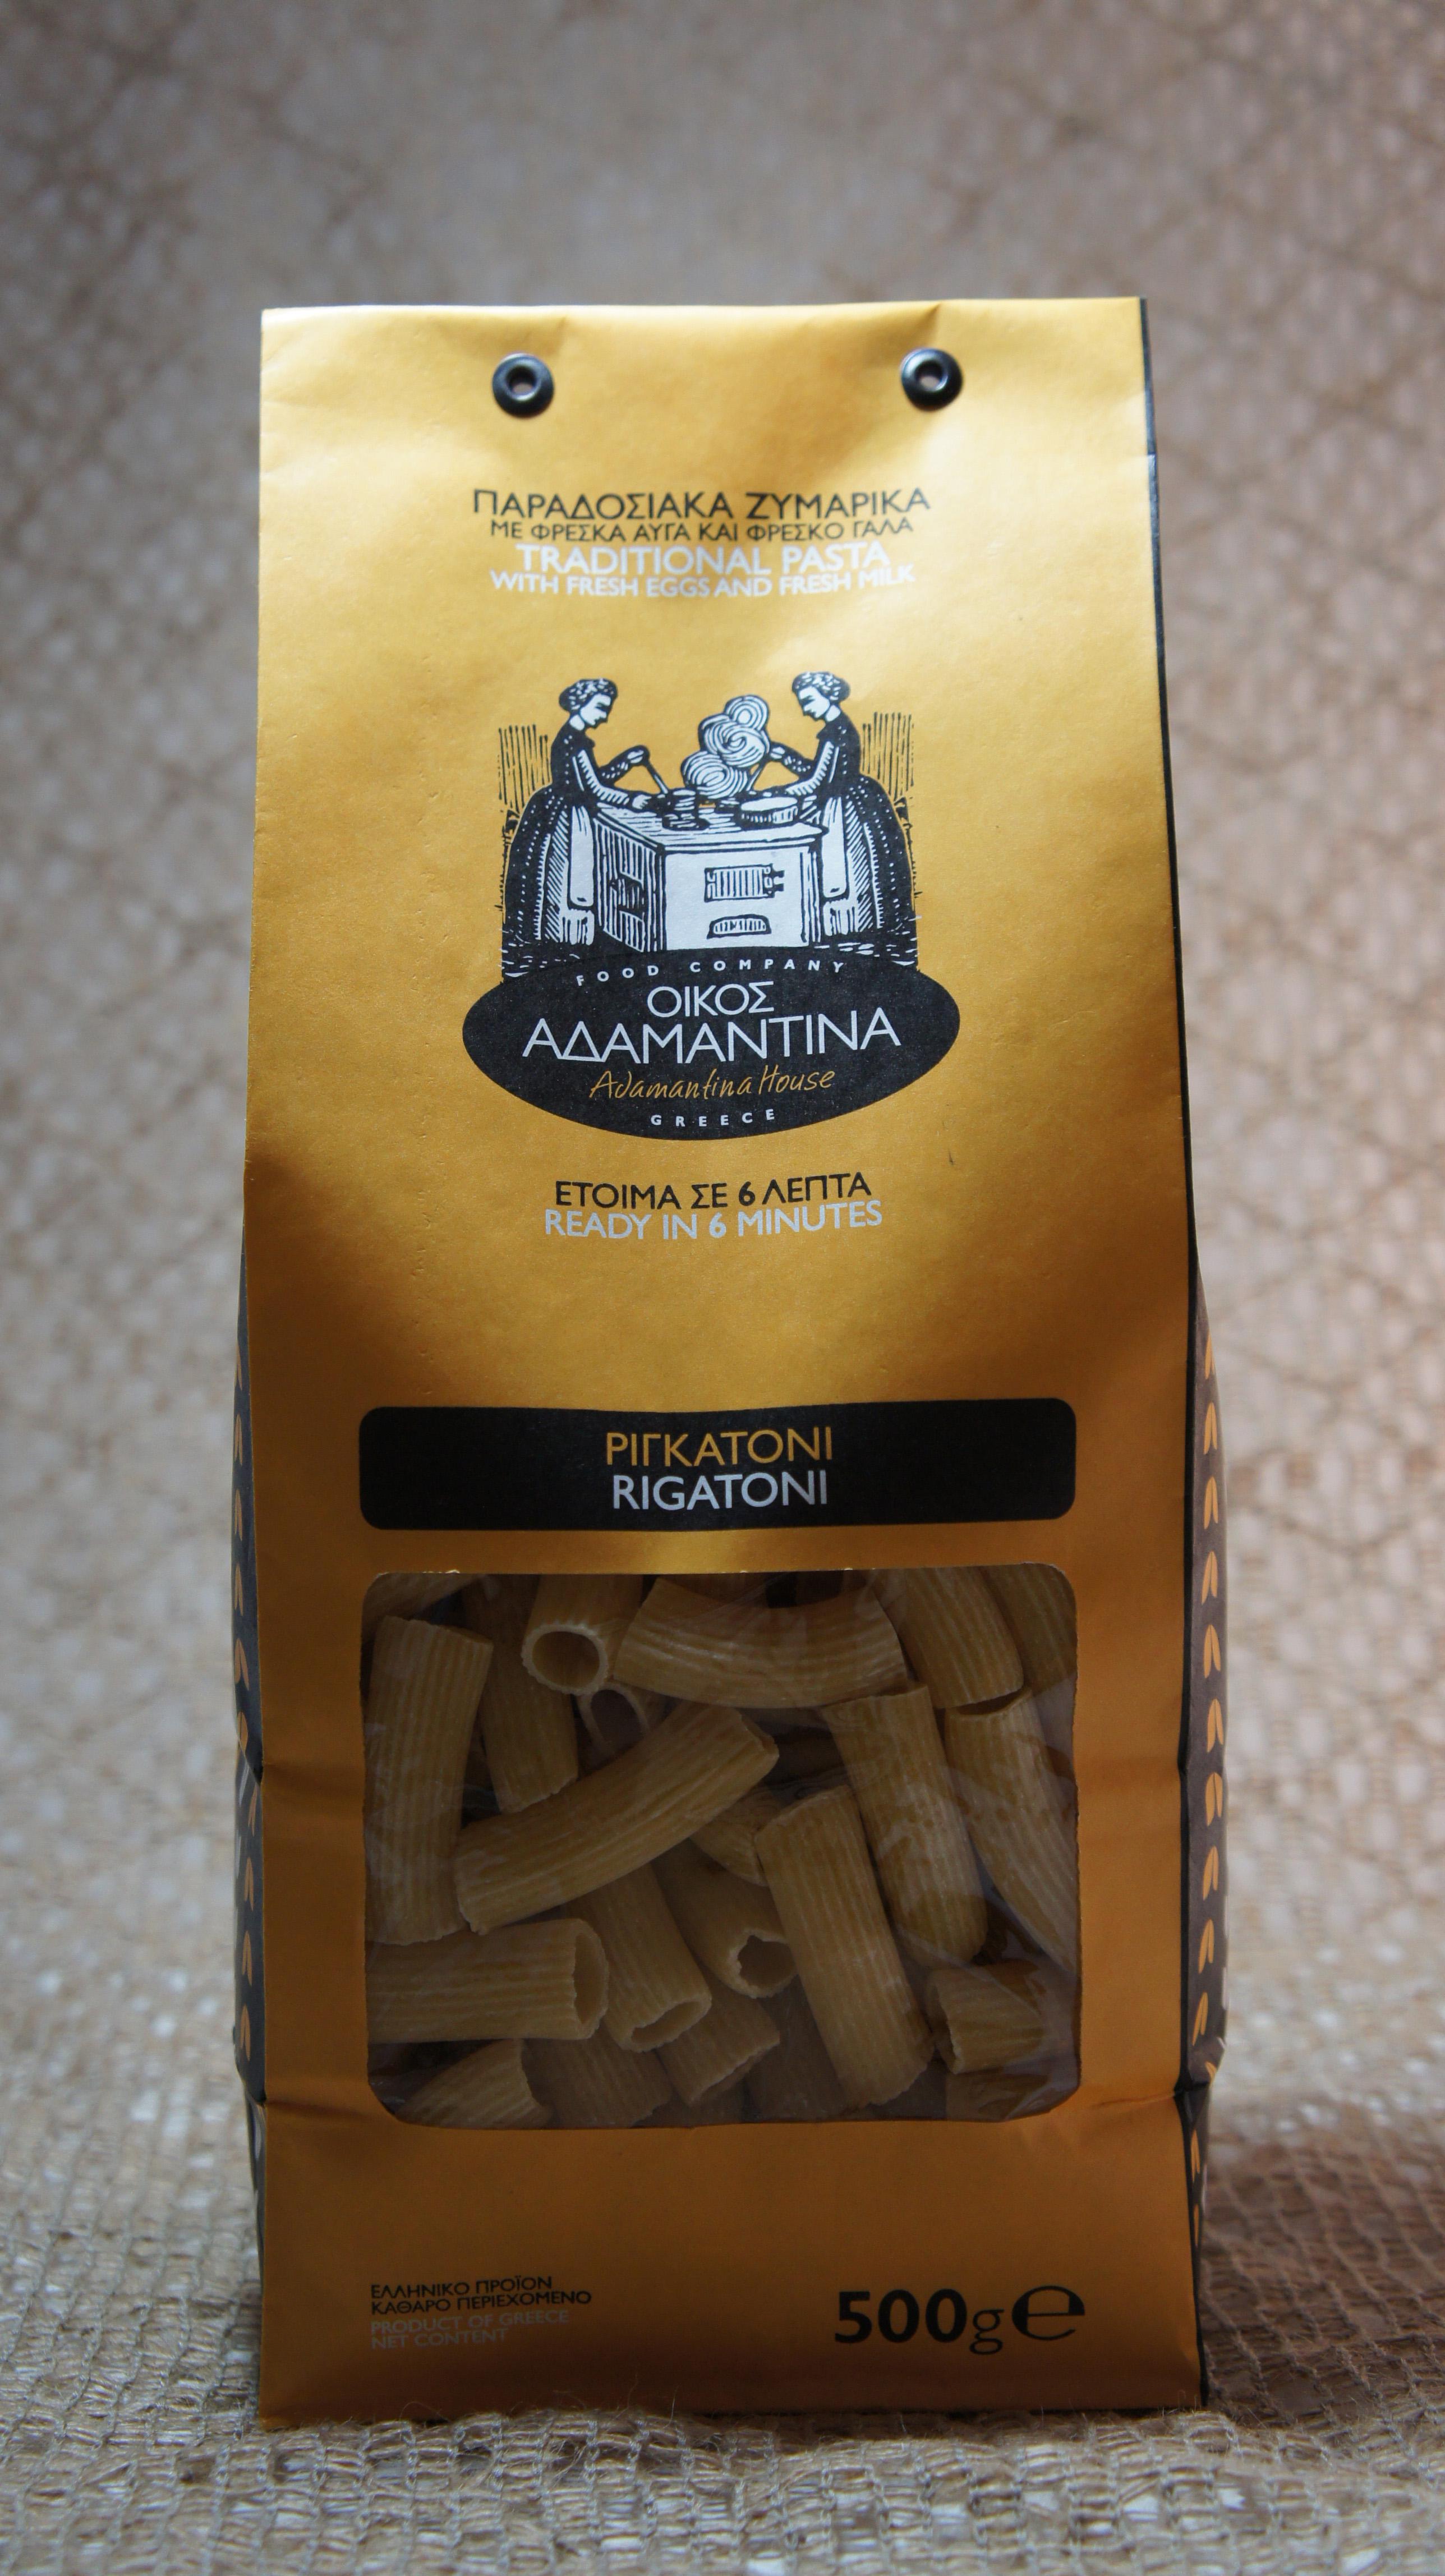 ΠΑΡΑΔΟΣΙΑΚΑ ΖΥΜΑΡΙΚΑ
ΜΕ ΦΡΕΣΚΑ ΑΥΓΑ ΚΑΙ ΦΡΕΣΚΟ ΓΑΛΑ
TRADITIONAL PASTA
WITH FRESH EGGS AND FRESH MILK
FOOD COMPANY
ΟΙΚΟΣ
ΑΔΑΜΑΝΤΙΝΑ
Adamantina House
GREECE
ΕΤΟΙΜΑ ΣΕ 6 ΛΕΠΤΑ
READY IN 6 MINUTES
ΡΙΓΚΑΤΟΝΙ
RIGATONI
ΕΛΛΗΝΙΚΟ ΠΡΟΪΟΝ
ΚΑΘΑΡΟ ΠΕΡΙΕΧΟΜΕΝΟ
PRODUCT OF GREECE
NET CONTENT
500g℮